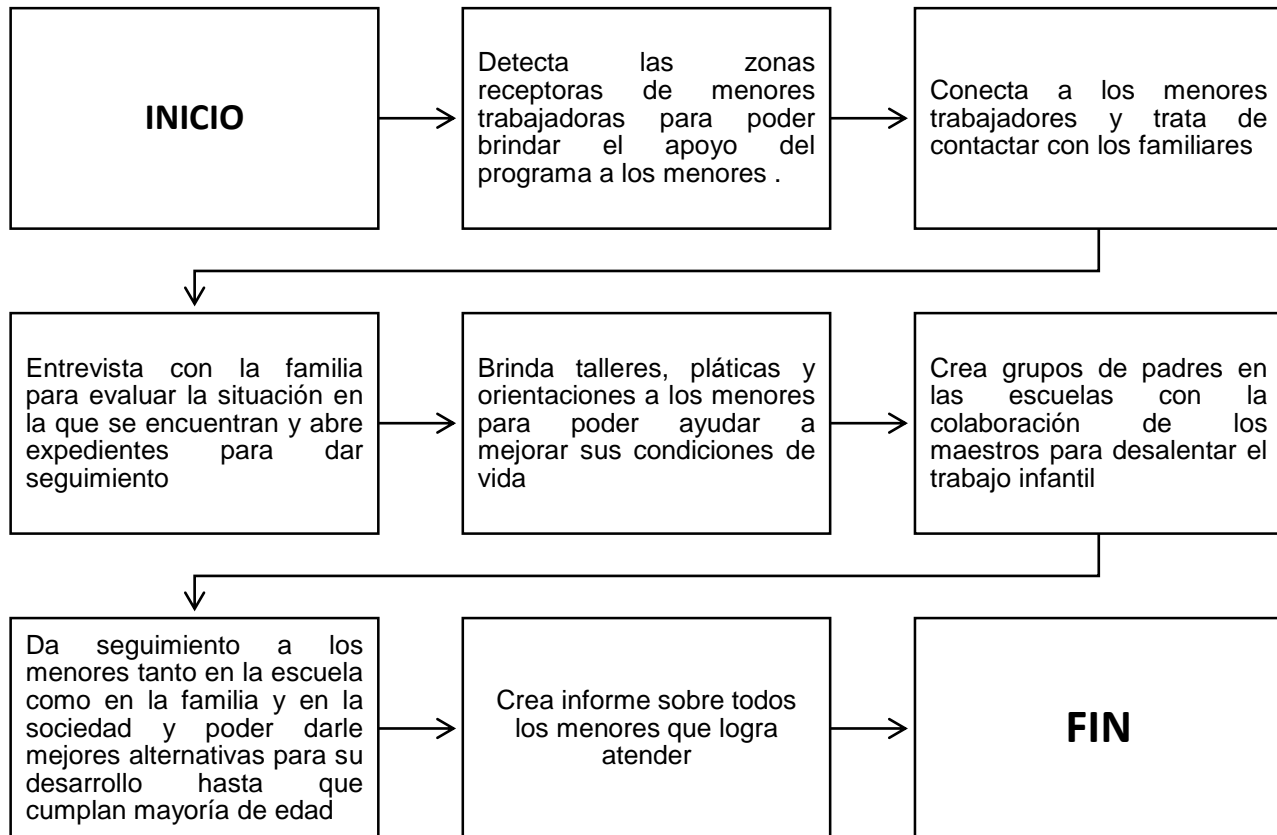 INICIO
Detecta las zonas
receptoras de menores
trabajadoras para poder
brindar el apoyo del
programa a los menores .
Conecta a los menores
trabajadores y trata de
contactar con los familiares
Entrevista con la familia
para evaluar la situación en
la que se encuentran y abre
expedientes para dar
seguimiento
Brinda talleres, pláticas y
orientaciones a los menores
para poder ayudar a
mejorar sus condiciones de
vida
Crea grupos de padres en
las escuelas con la
colaboración de los
maestros para desalentar el
trabajo infantil
Da seguimiento a los
menores tanto en la escuela
como en la familia y en la
sociedad y poder darle
mejores alternativas para su
desarrollo hasta que
cumplan mayoría de edad
Crea informe sobre todos
los menores que logra
atender
FIN